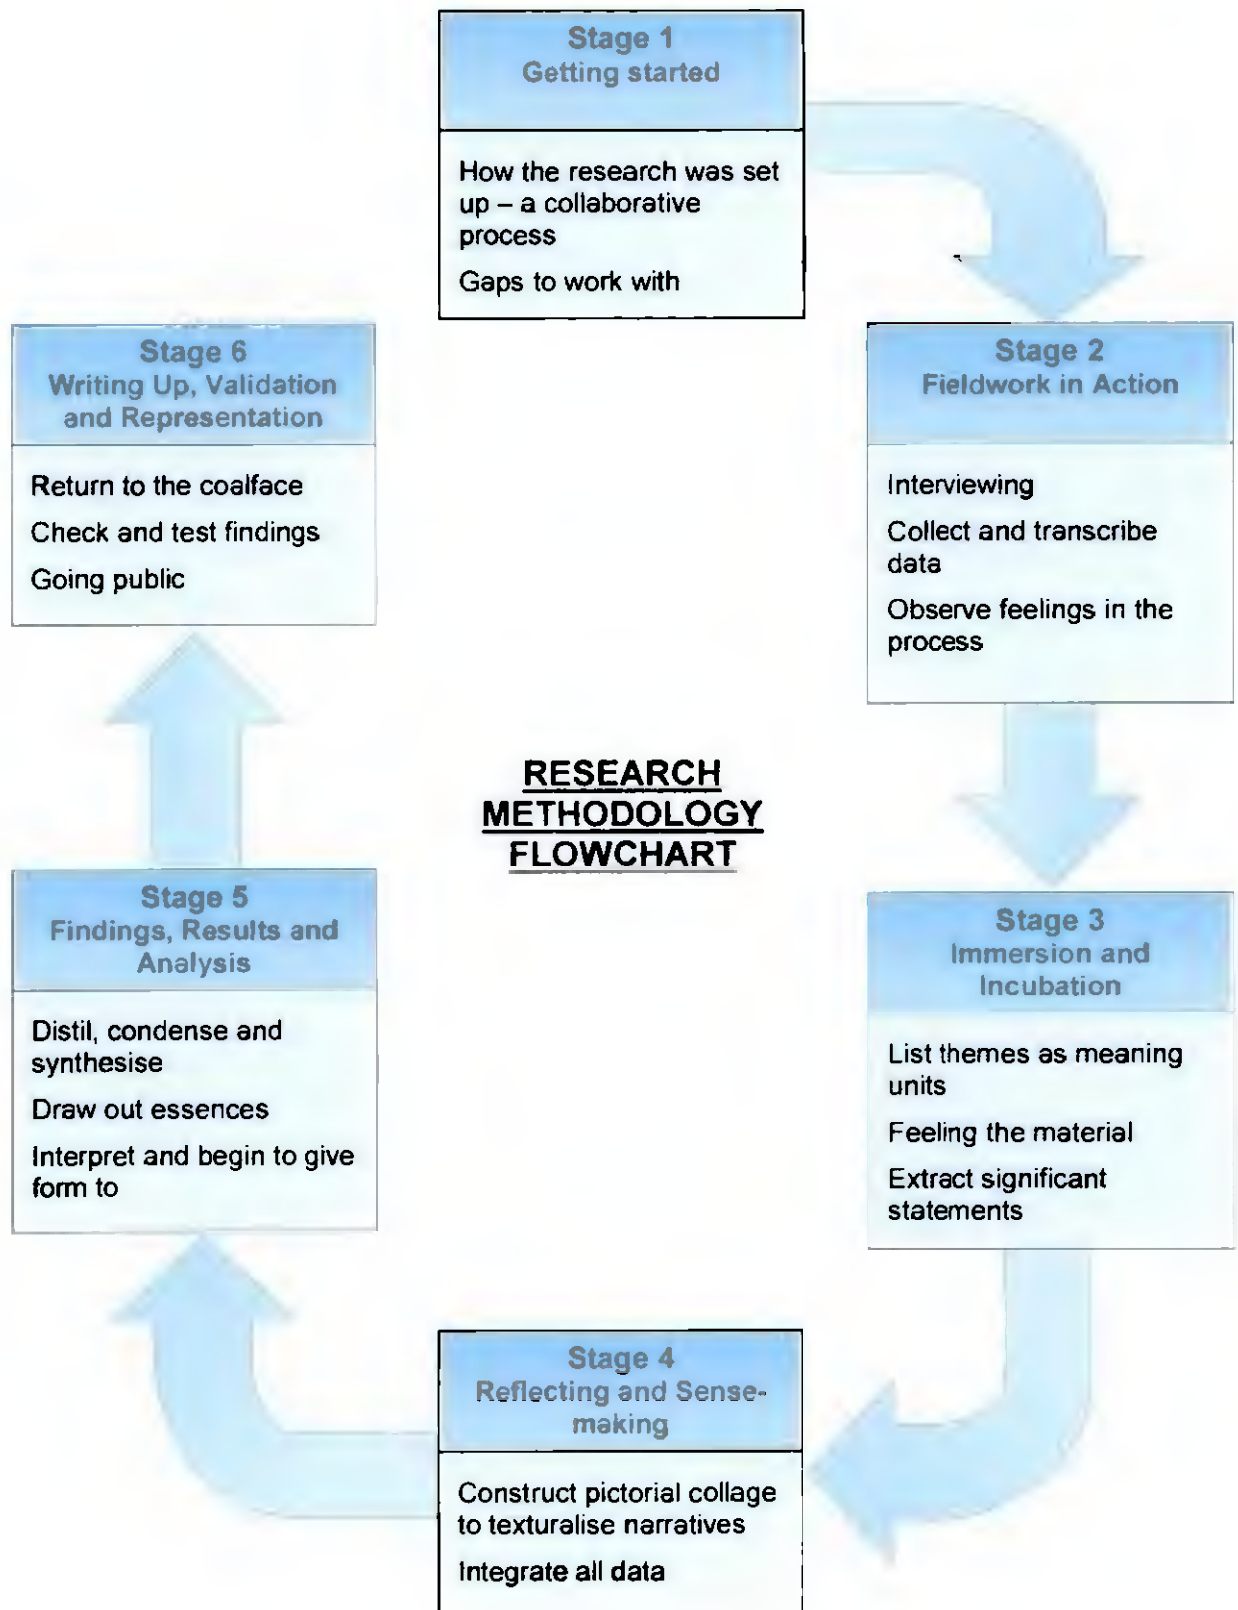 Stage 1
Getting started
How the research was set
up – a collaborative
process
Gaps to work with
Stage 2
Fieldwork in Action
Interviewing
Collect and transcribe
data
Observe feelings in the
process
Stage 3
Immersion and
Incubation
List themes as meaning
units
Feeling the material
Extract significant
statements
Stage 4
Reflecting and Sense-
making
Construct pictorial collage
to texturalise narratives
Integrate all data
Stage 5
Findings, Results and
Analysis
Distil, condense and
synthesise
Draw out essences
Interpret and begin to give
form to
Stage 6
Writing Up, Validation
and Representation
Return to the coalface
Check and test findings
Going public
RESEARCH
METHODOLOGY
FLOWCHART